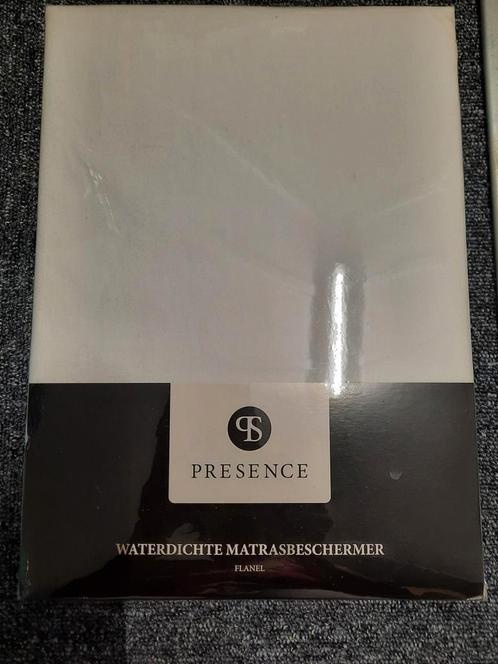 PS
PRESENCE
WATERDICHTE MATRASBESCHERMER
FLANEL